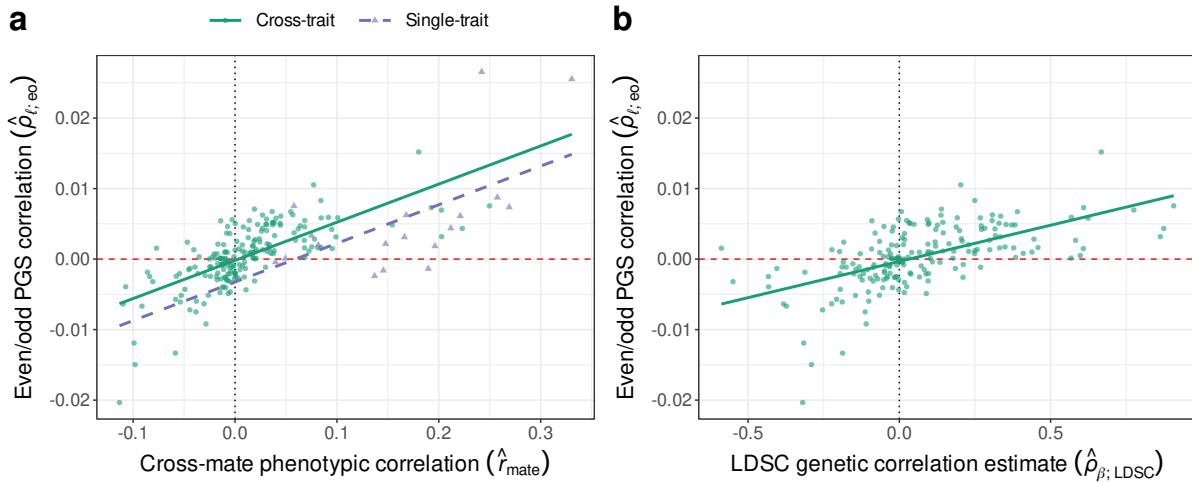 a
Cross-trait
Single-trait
Even/odd PGS correlation (ρ̂ℓ; eo)
0.02
0.01
0.00
-0.01
-0.02
-0.1
0.0
0.1
0.2
0.3
Cross-mate phenotypic correlation (r̂mate)
b
Even/odd PGS correlation (ρ̂ℓ; eo)
0.02
0.01
0.00
-0.01
-0.02
-0.5
0.0
0.5
LDSC genetic correlation estimate (ρ̂β; LDSC)